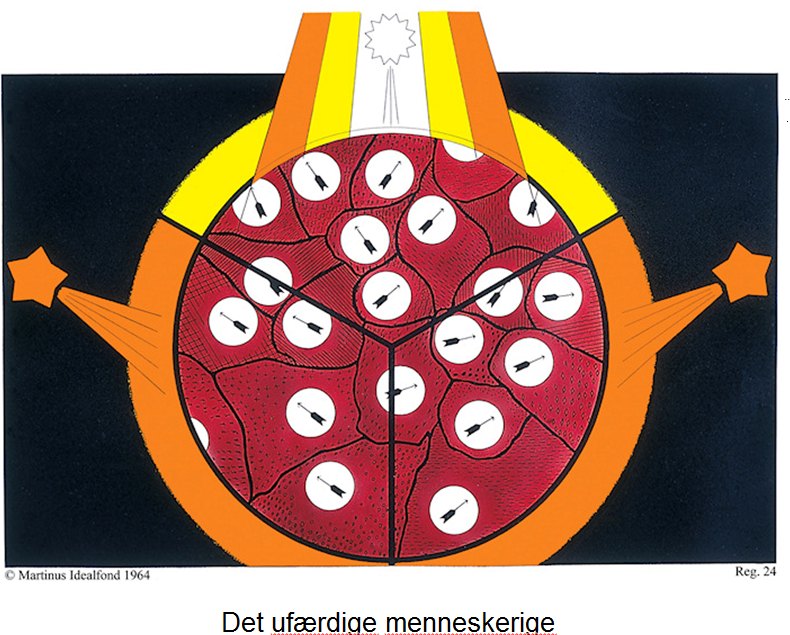 © Martinus Idealfond 1964
Reg. 24
Det ufærdige menneskerige